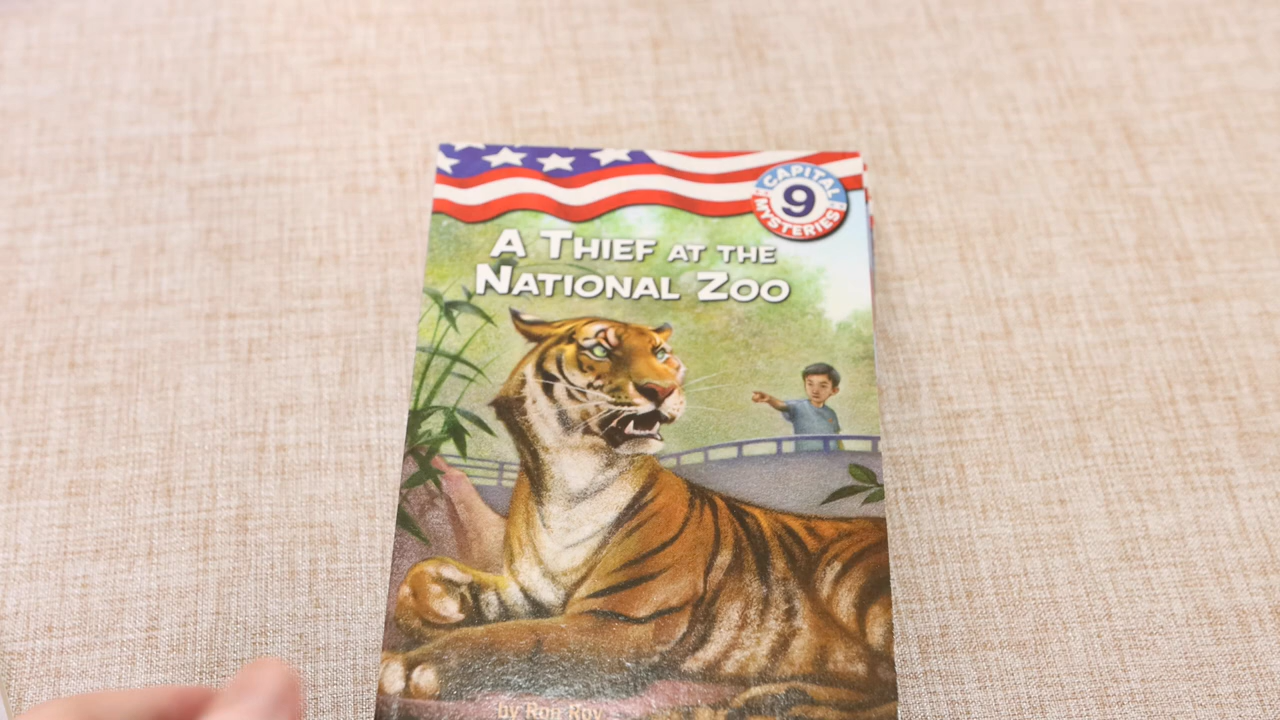 CAPITAL
9
MYSTERIES
A THIEF AT THE
NATIONAL ZOO
by Ron Roy